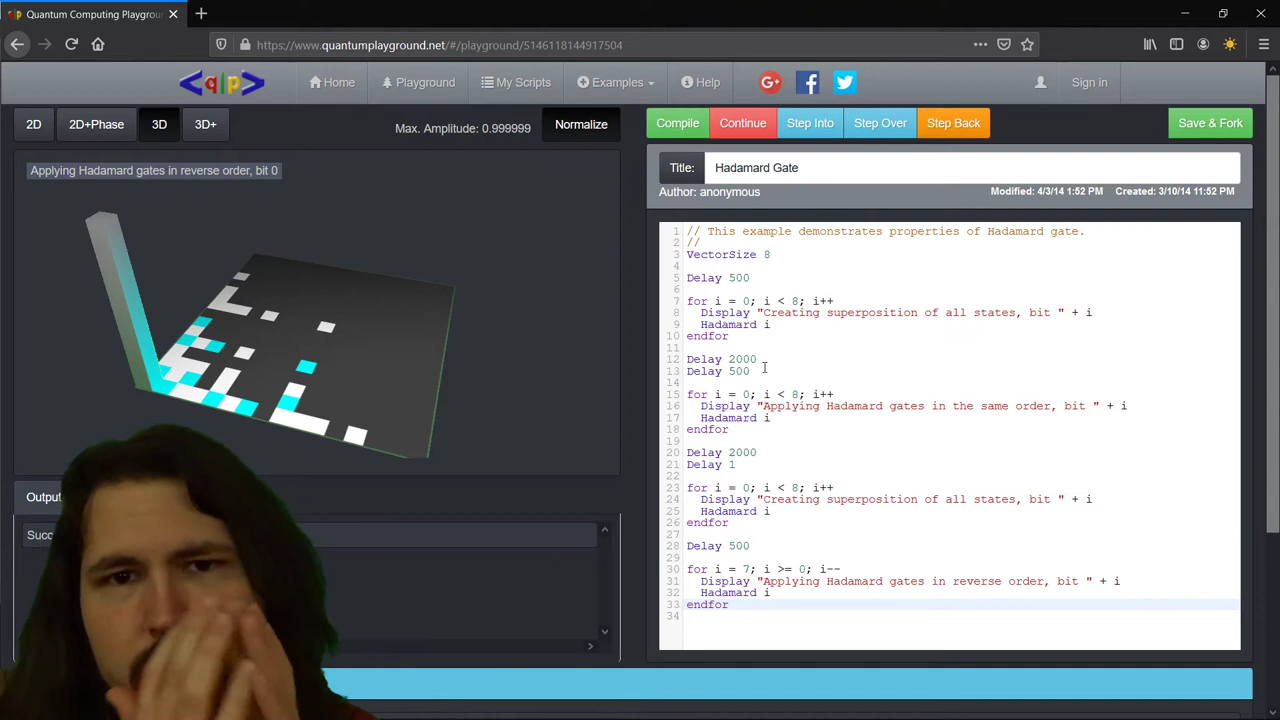 Quantum Computing Playgrou
https://www.quantumplayground.net/#/playground/5146118144917504
<q|p>
Home
Playground
My Scripts
Examples
Help
Sign in
2D
2D+Phase
3D
3D+
Max. Amplitude: 0.999999
Normalize
Applying Hadamard gates in reverse order, bit 0
Outpu
Succ
Compile
Continue
Step Into
Step Over
Step Back
Save & Fork
Title:
Hadamard Gate
Author: anonymous
Modified: 4/3/14 1:52 PM
Created: 3/10/14 11:52 PM
1 // This example demonstrates properties of Hadamard gate.
2 //
3 VectorSize 8
4
5 Delay 500
6
7 for i = 0; i < 8; i++
8 Display "Creating superposition of all states, bit " + i
9 Hadamard i
10 endfor
11
12 Delay 2000
13 Delay 500
14
15 for i = 0; i < 8; i++
16 Display "Applying Hadamard gates in the same order, bit " + i
17 Hadamard i
18 endfor
19
20 Delay 2000
21 Delay 1
22
23 for i = 0; i < 8; i++
24 Display "Creating superposition of all states, bit " + i
25 Hadamard i
26 endfor
27
28 Delay 500
29
30 for i = 7; i >= 0; i--
31 Display "Applying Hadamard gates in reverse order, bit " + i
32 Hadamard i
33 endfor
34